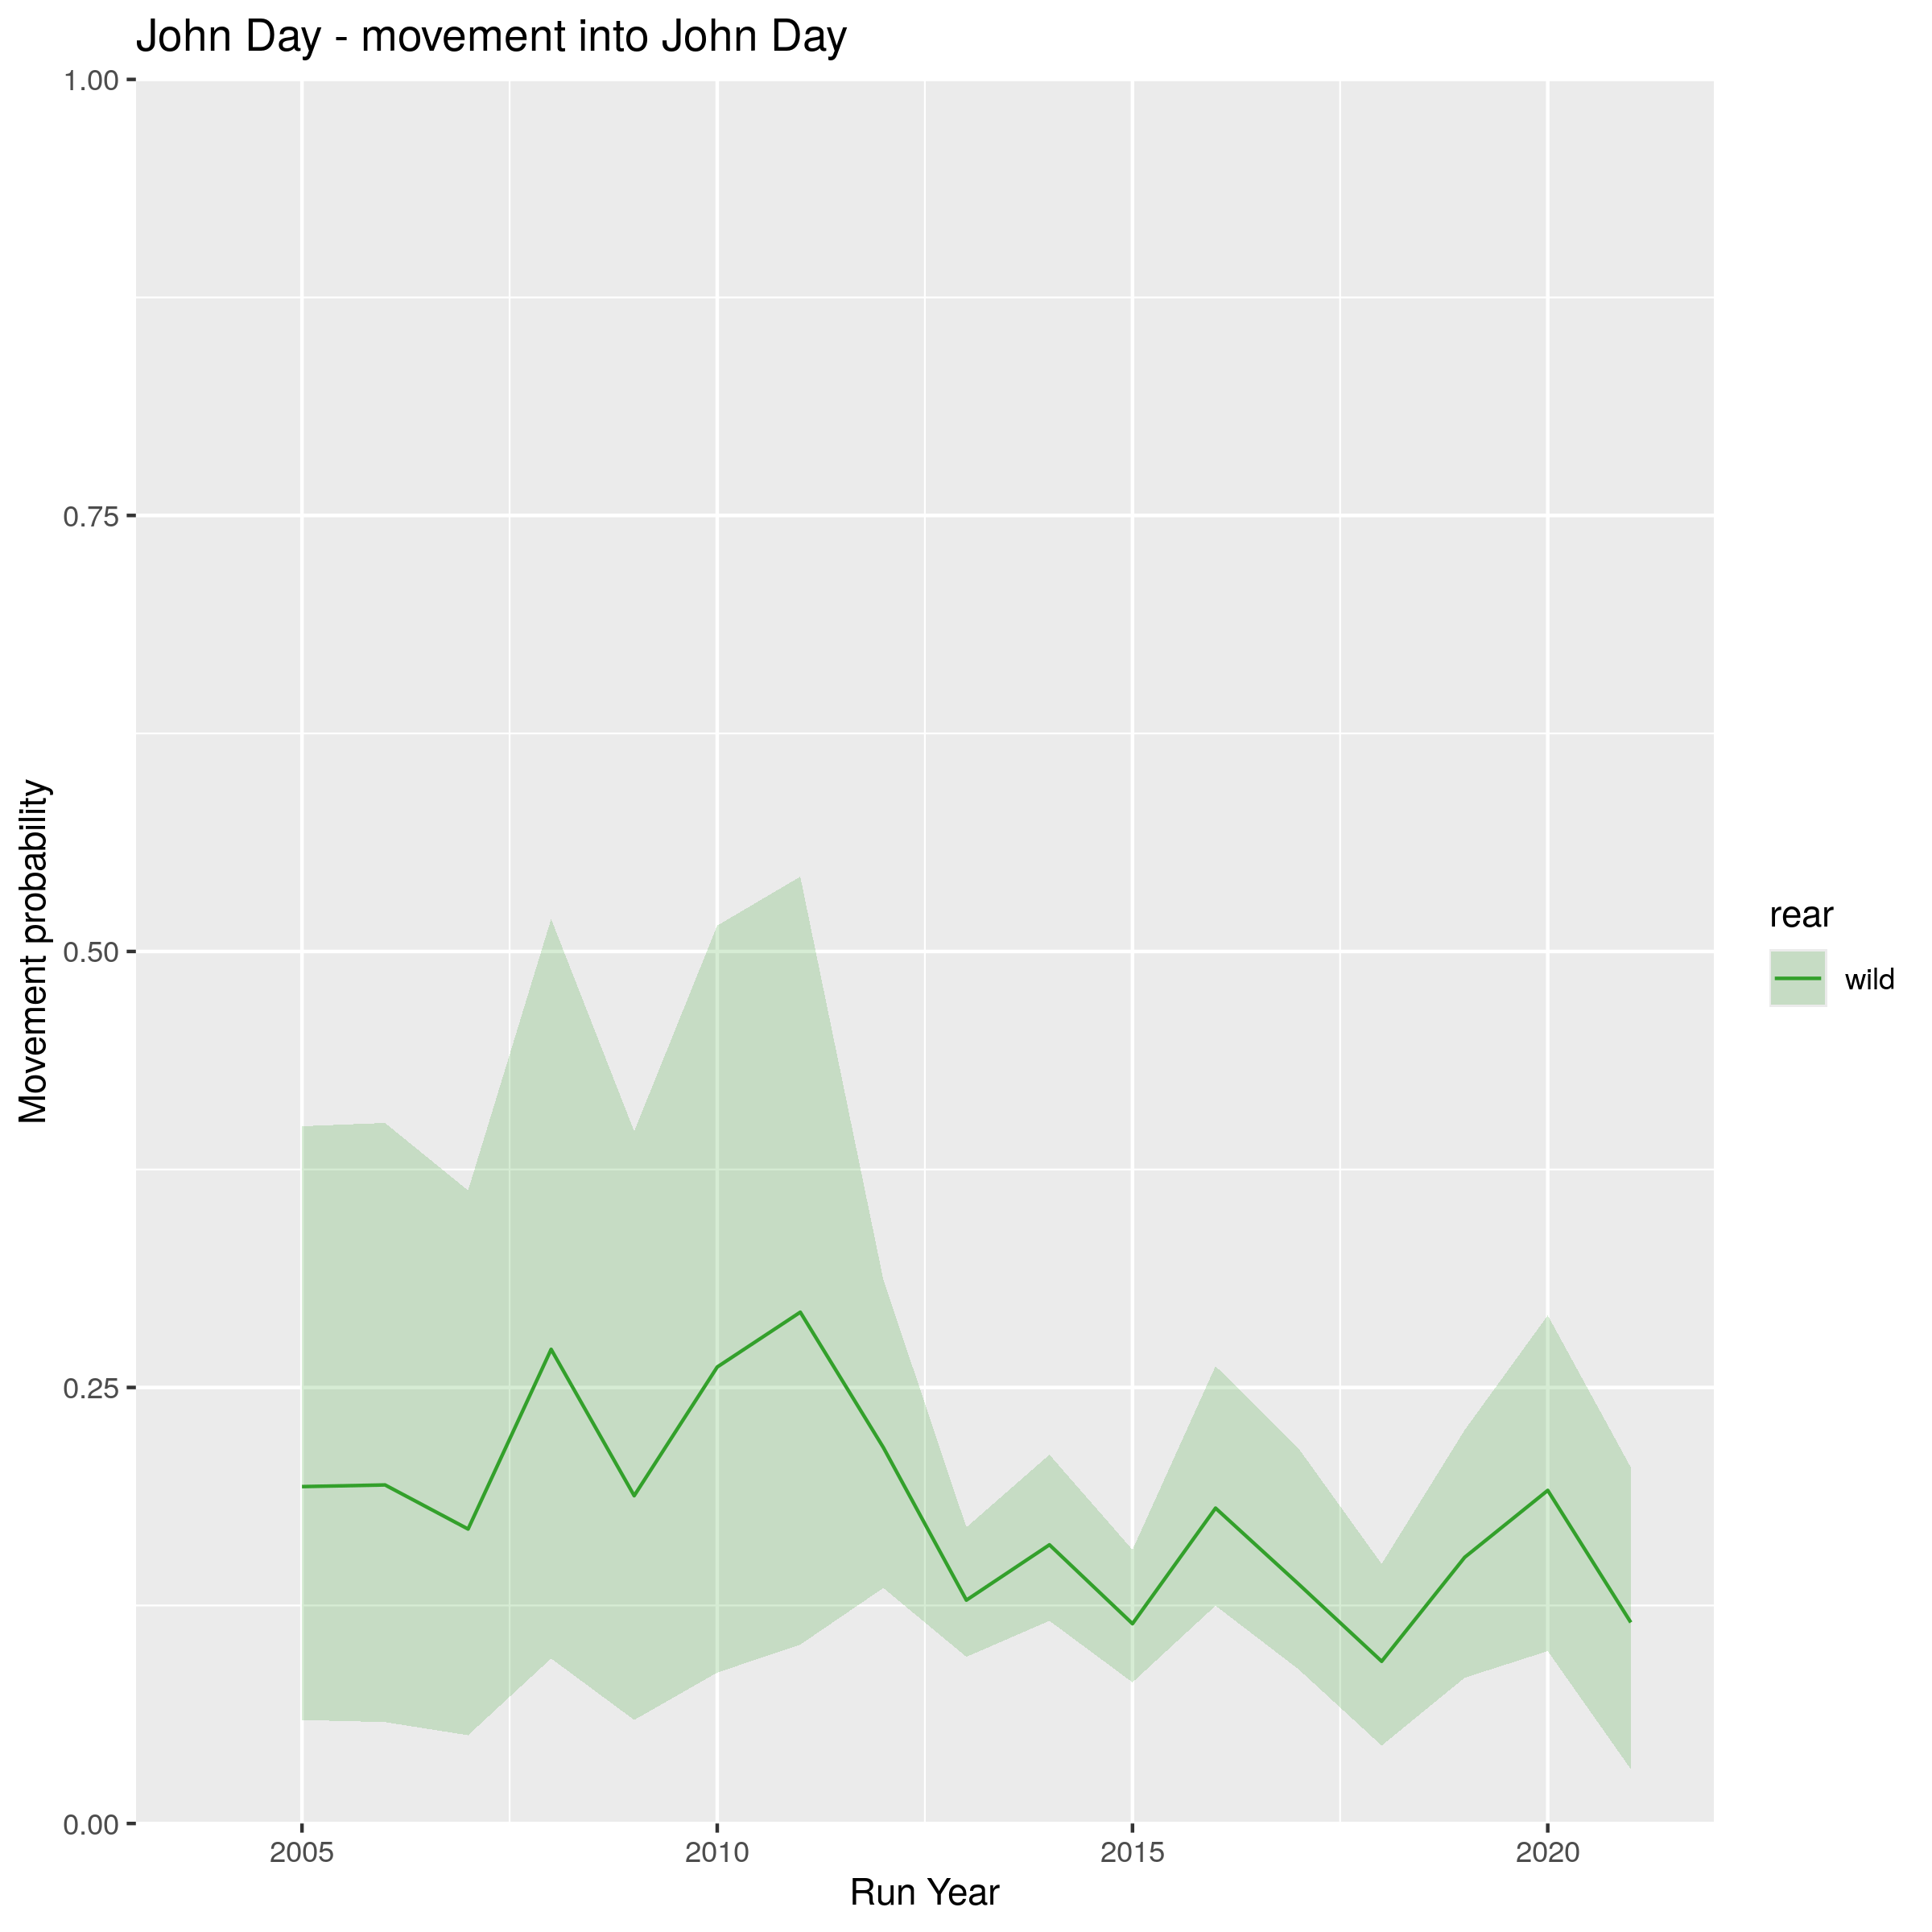 John Day - movement into John Day
1.00
0.75
0.50
0.25
0.00
Movement probability
2005
2010
2015
2020
Run Year
rear
wild